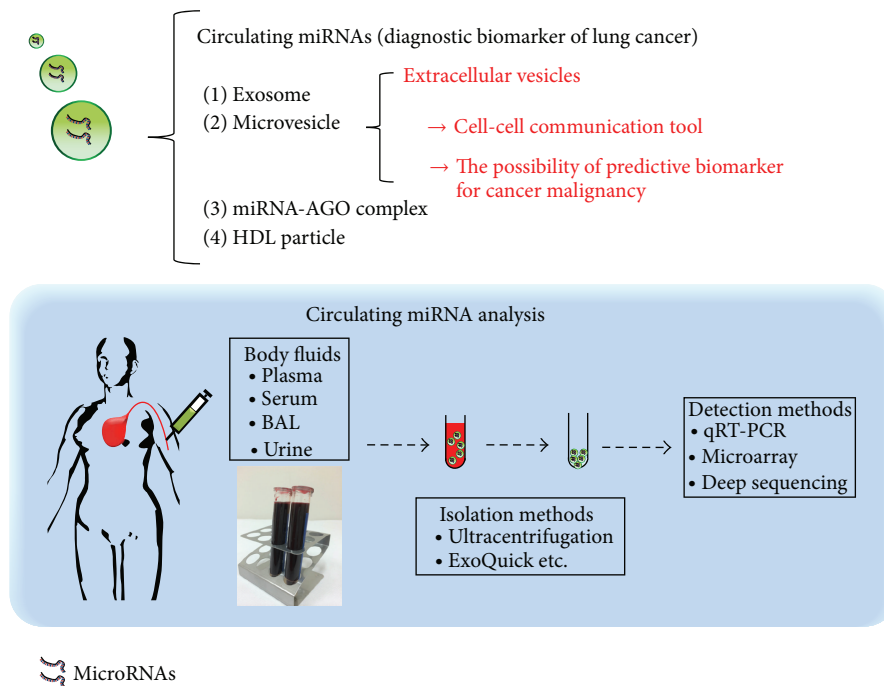 Circulating miRNAs (diagnostic biomarker of lung cancer)
(1) Exosome
(2) Microvesicle
Extracellular vesicles
→ Cell-cell communication tool
→ The possibility of predictive biomarker
for cancer malignancy
(3) miRNA-AGO complex
(4) HDL particle
Circulating miRNA analysis
Body fluids
• Plasma
• Serum
• BAL
• Urine
Isolation methods
• Ultracentrifugation
• ExoQuick etc.
Detection methods
• qRT-PCR
• Microarray
• Deep sequencing
MicroRNAs